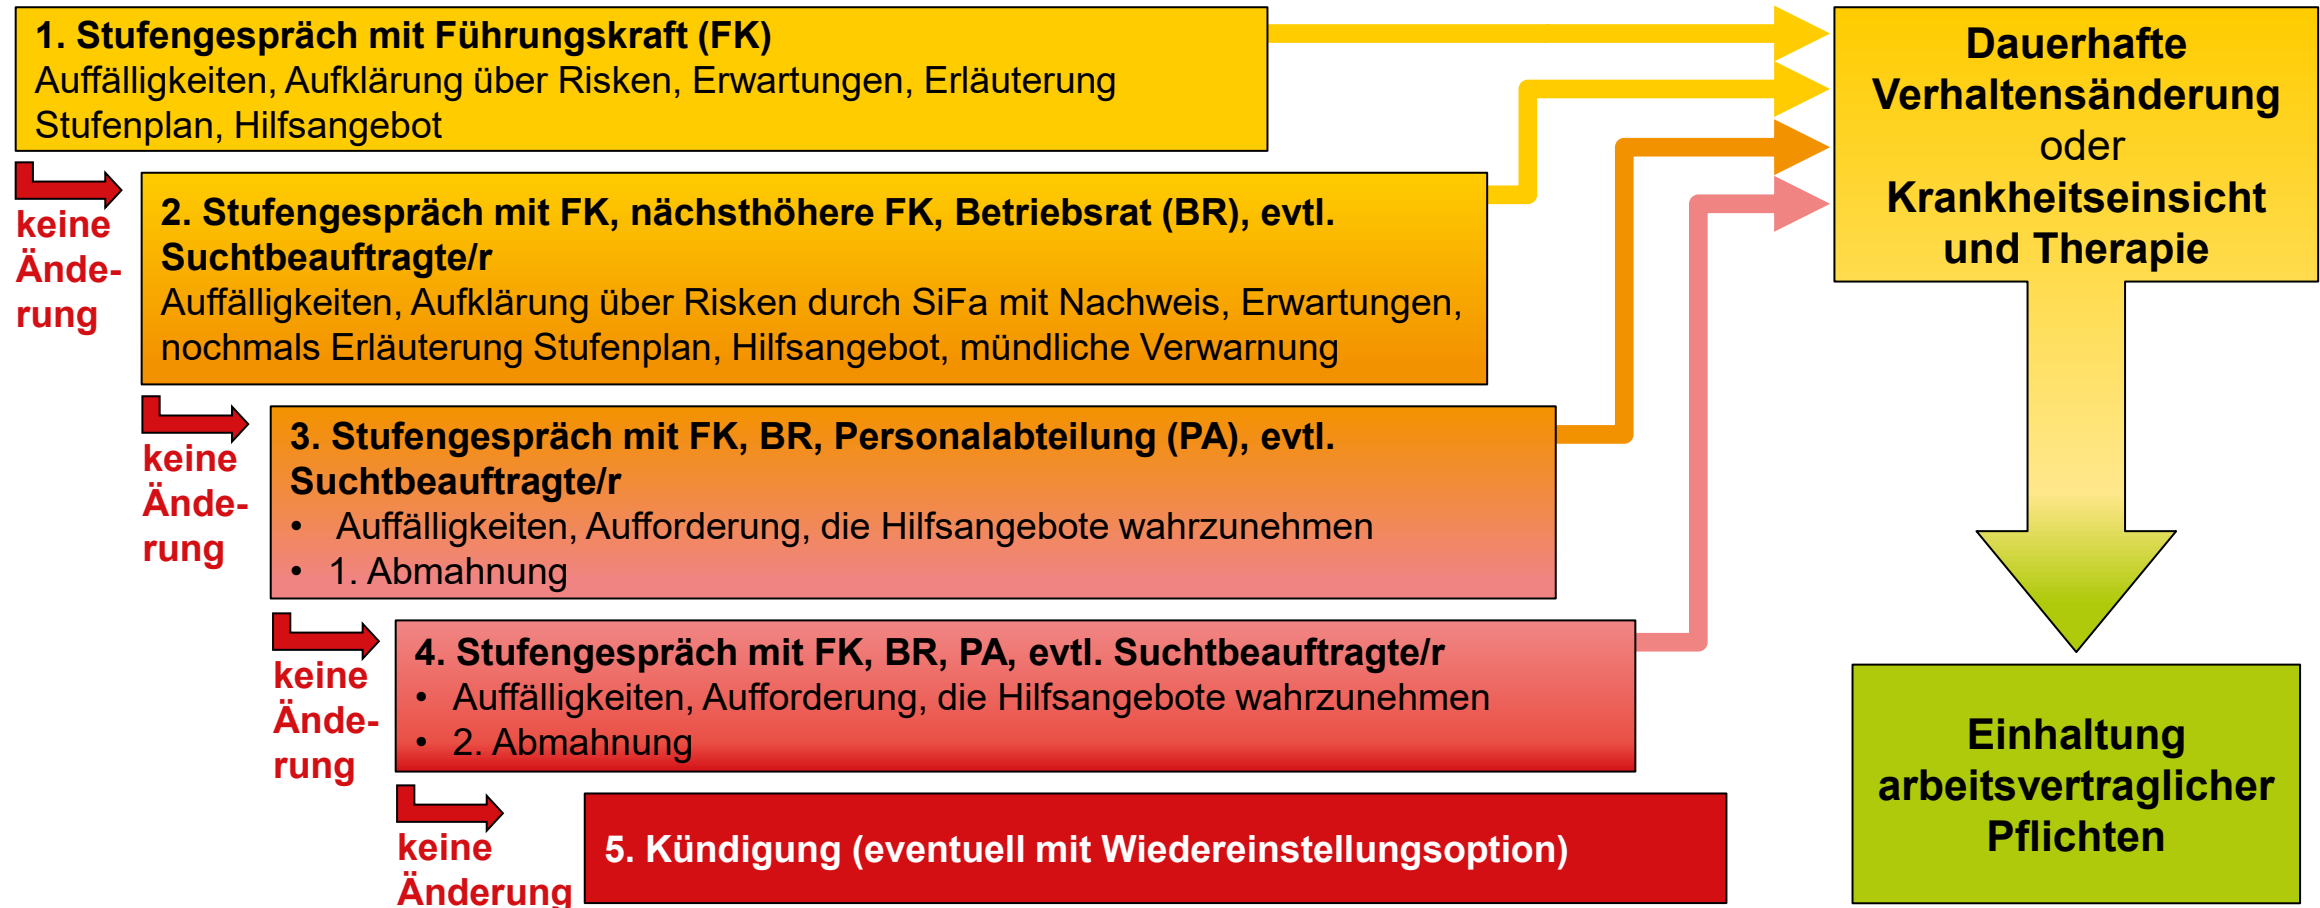 1. Stufengespräch mit Führungskraft (FK)
Auffälligkeiten, Aufklärung über Risken, Erwartungen, Erläuterung
Stufenplan, Hilfsangebot
keine
Ände-
rung
2. Stufengespräch mit FK, nächsthöhere FK, Betriebsrat (BR), evtl.
Suchtbeauftragte/r
Auffälligkeiten, Aufklärung über Risken durch SiFa mit Nachweis, Erwartungen,
nochmals Erläuterung Stufenplan, Hilfsangebot, mündliche Verwarnung
keine
Ände-
rung
3. Stufengespräch mit FK, BR, Personalabteilung (PA), evtl.
Suchtbeauftragte/r
• Auffälligkeiten, Aufforderung, die Hilfsangebote wahrzunehmen
• 1. Abmahnung
keine
Ände-
rung
4. Stufengespräch mit FK, BR, PA, evtl. Suchtbeauftragte/r
• Auffälligkeiten, Aufforderung, die Hilfsangebote wahrzunehmen
• 2. Abmahnung
keine
Änderung
5. Kündigung (eventuell mit Wiedereinstellungsoption)
Dauerhafte
Verhaltensänderung
oder
Krankheitseinsicht
und Therapie
Einhaltung
arbeitsvertraglicher
Pflichten